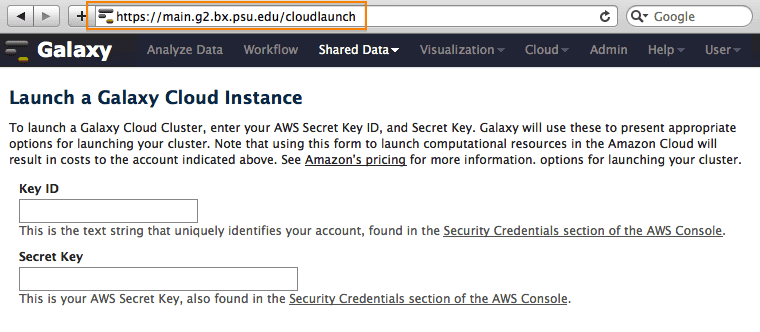 https://main.g2.bx.psu.edu/cloudlaunch
Google
Galaxy Analyze Data Workflow Shared Data Visualization Cloud Admin Help User
Launch a Galaxy Cloud Instance
To launch a Galaxy Cloud Cluster, enter your AWS Secret Key ID, and Secret Key. Galaxy will use these to present appropriate
options for launching your cluster. Note that using this form to launch computational resources in the Amazon Cloud will
result in costs to the account indicated above. See Amazon's pricing for more information. options for launching your cluster.
Key ID
This is the text string that uniquely identifies your account, found in the Security Credentials section of the AWS Console.
Secret Key
This is your AWS Secret Key, also found in the Security Credentials section of the AWS Console.